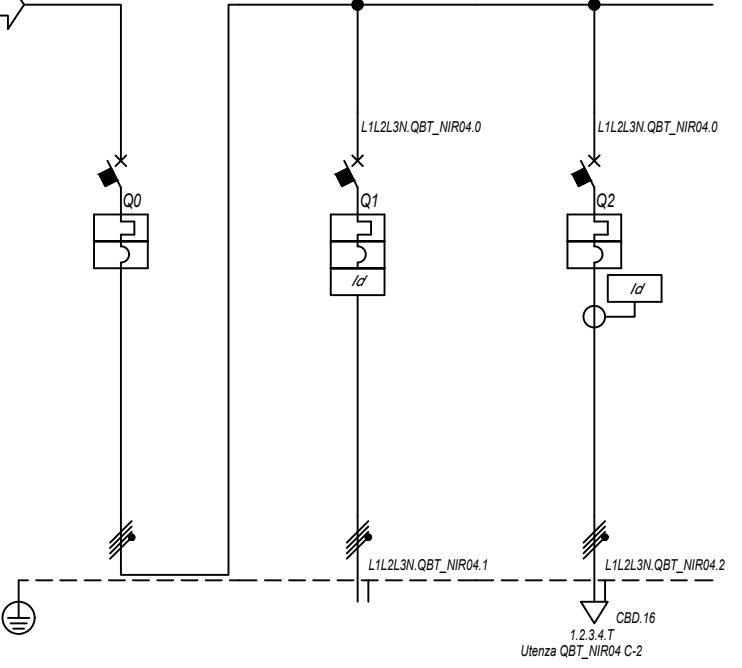 L1L2L3N.QBT_NIR04.0
L1L2L3N.QBT_NIR04.0
Q0
Q1
Q2
Id
Id
L1L2L3N.QBT_NIR04.1
L1L2L3N.QBT_NIR04.2
CBD.16
1.2.3.4.T
Utenza QBT_NIR04 C-2